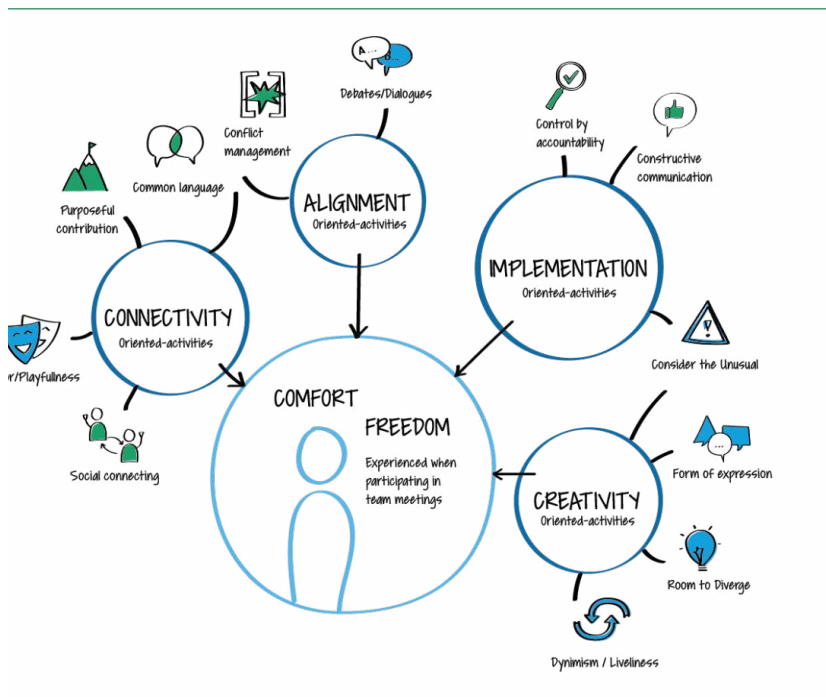 Debates/Dialogues
Conflict
management
Common language
Purposeful
contribution
ALIGNMENT
Oriented-activities
Control by
accountability
Constructive
communication
IMPLEMENTATION
Oriented-activities
CONNECTIVITY
Oriented-activities
r/Playfullness
Social connecting
Consider the Unusual
COMFORT
FREEDOM
Experienced when
participating in
team meetings
Form of expression
CREATIVITY
Oriented-activities
Room to Diverge
Dynimism / Liveliness